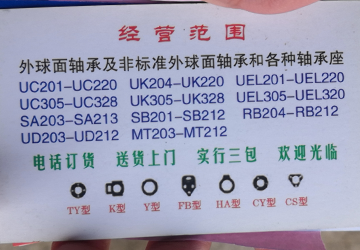 经营范围
外球面轴承及非标准外球面轴承和各种轴承座
UC201-UC220 UK204-UK220 UEL201-UEL220
UC305-UC328 UK305-UK328 UEL305-UEL320
SA203-SA213 SB201-SB212 RB204-RB212
UD203-UD212 MT203-MT212
电话订货 送货上门 实行三包 欢迎光临
TY型 K型 Y型 FB型 HA型 CY型 CS型